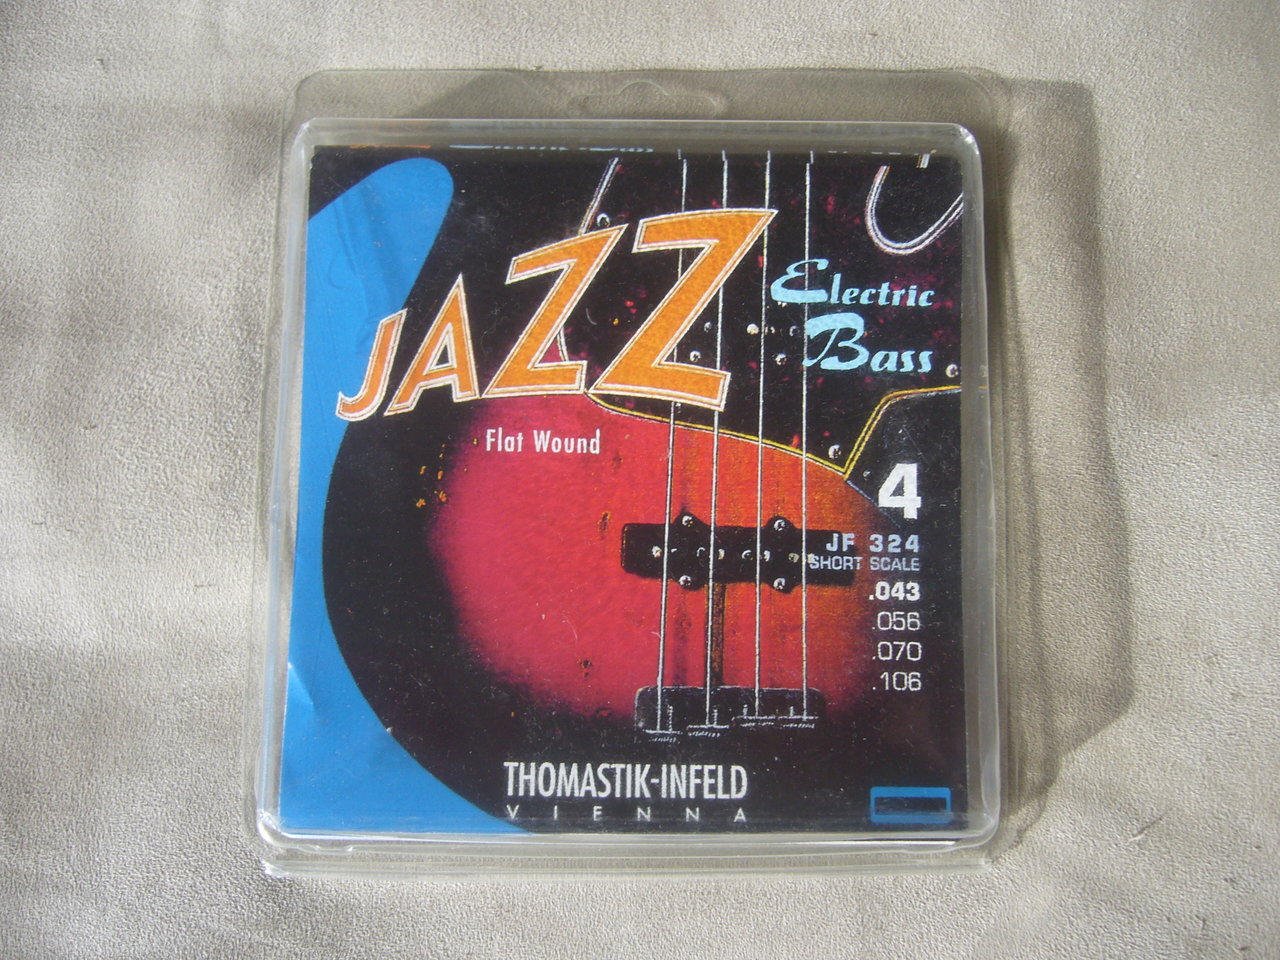 JAZZ
Electric
Bass
Flat Wound
4
JF 324
SHORT SCALE
.043
.056
.070
.106
THOMASTIK-INFELD
VIENNA